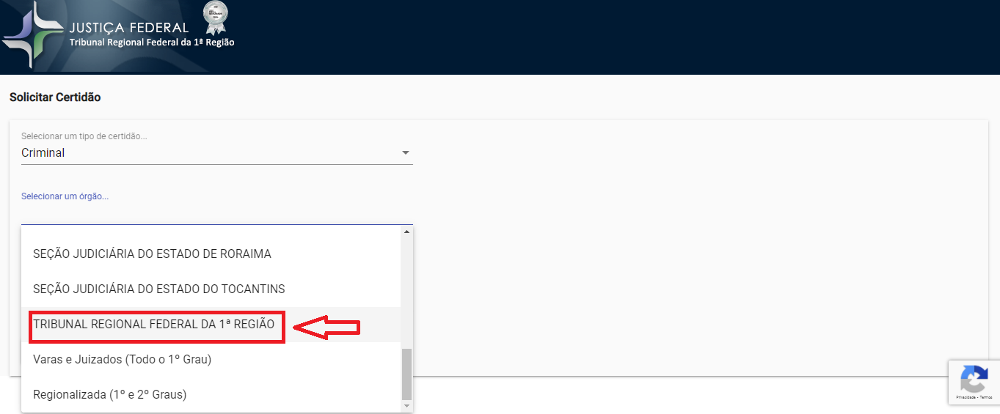 JUSTIÇA FEDERAL
Tribunal Regional Federal da 1ª Região
Solicitar Certidão
Selecionar um tipo de certidão...
Criminal
Selecionar um órgão...
SEÇÃO JUDICIÁRIA DO ESTADO DE RORAIMA
SEÇÃO JUDICIÁRIA DO ESTADO DO TOCANTINS
TRIBUNAL REGIONAL FEDERAL DA 1ª REGIÃO
Varas e Juizados (Todo o 1º Grau)
Regionalizada (1º e 2º Graus)
Privacidade - Termos